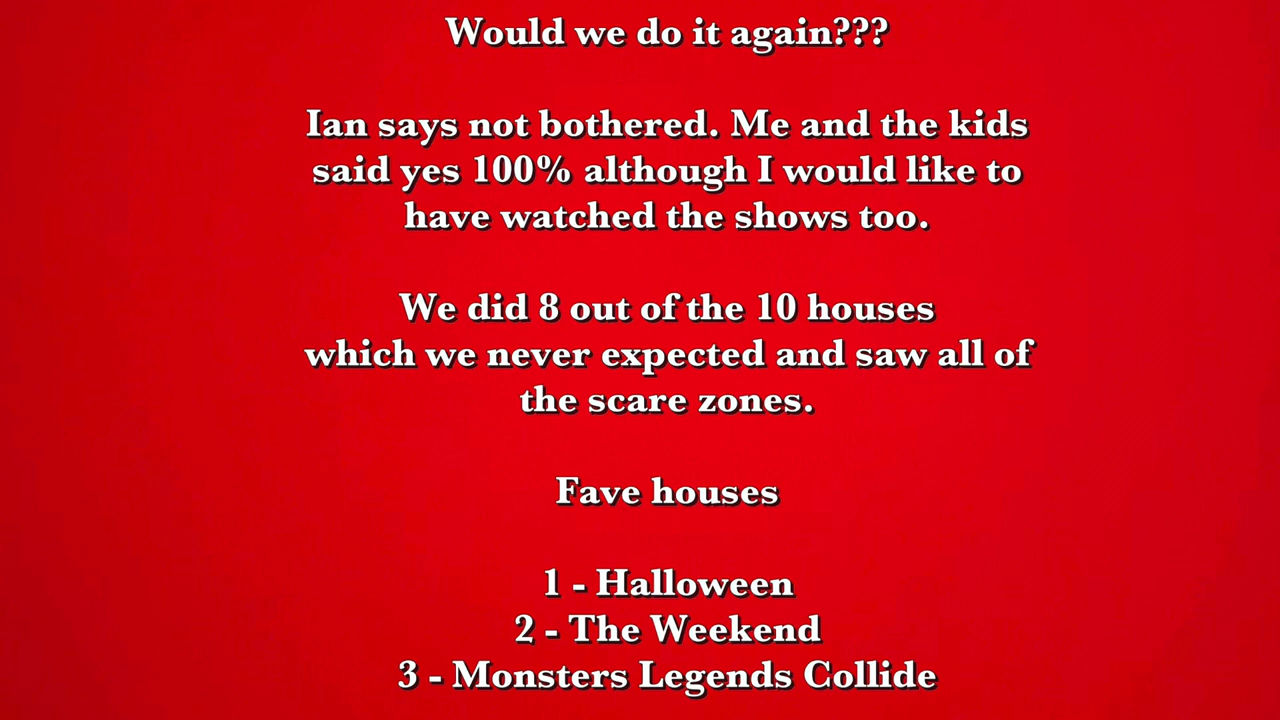 Would we do it again???
Ian says not bothered. Me and the kids
said yes 100% although I would like to
have watched the shows too.
We did 8 out of the 10 houses
which we never expected and saw all of
the scare zones.
Fave houses
1 - Halloween
2 - The Weekend
3 - Monsters Legends Collide